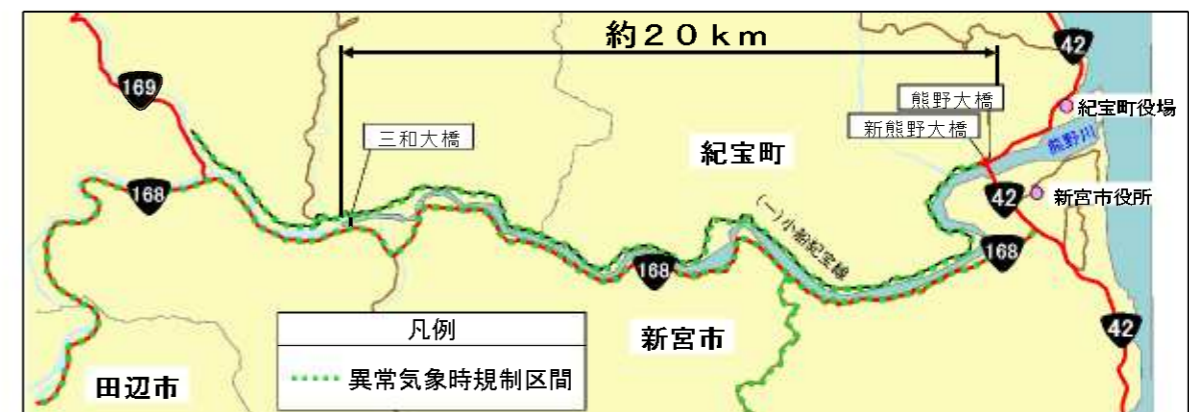 約２０ｋｍ
42
169
熊野大橋
紀宝町役場
新熊野大橋
三和大橋
熊野川
紀宝町
168
新宮市役所
42
(一)小船紀宝線
168
168
凡例
新宮市
42
異常気象時規制区間
田辺市